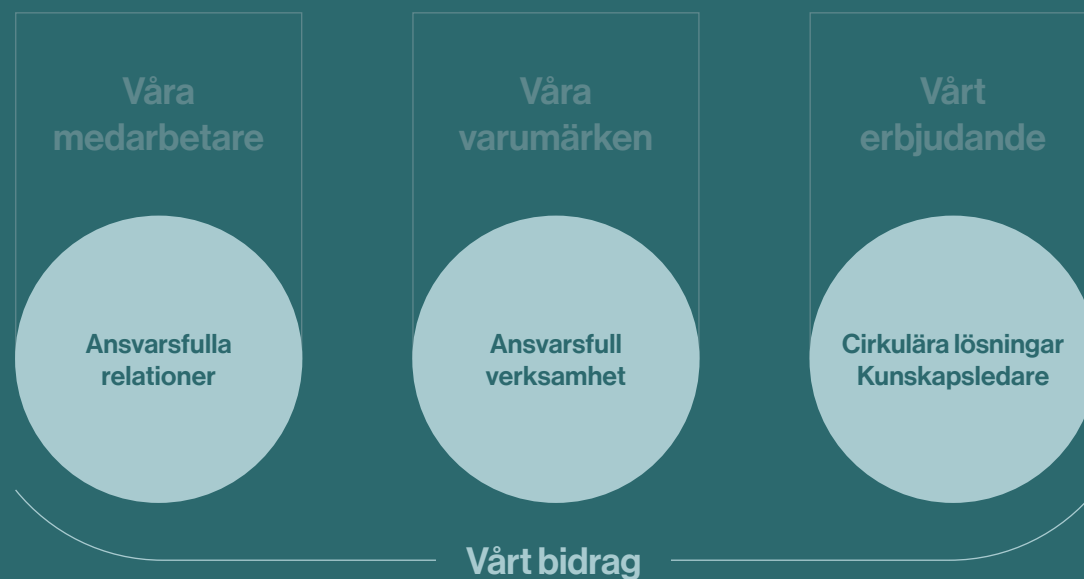 Våra
medarbetare
Våra
varumärken
Vårt
erbjudande
Ansvarsfulla
relationer
Ansvarsfull
verksamhet
Cirkulära lösningar
Kunskapsledare
Vårt bidrag